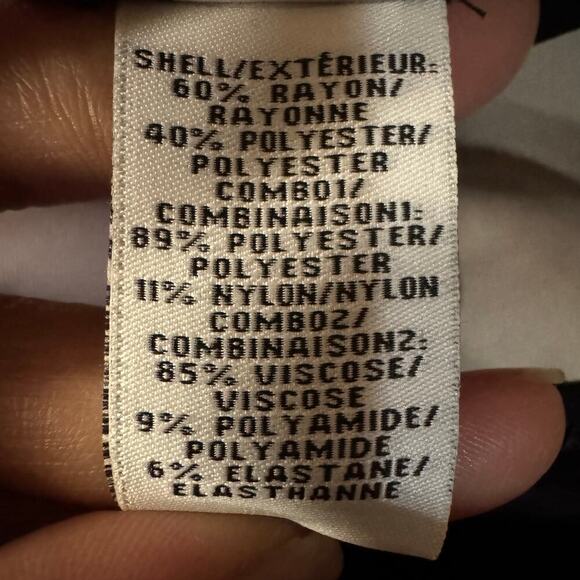 SHELL/EXTÉRIEUR:
60% RAYON/
RAYONNE
40% POLYESTER/
POLYESTER
COMBO1/
COMBINAISON1:
89% POLYESTER/
POLYESTER
11% NYLON/NYLON
COMBO2/
COMBINAISON2:
85% VISCOSE/
VISCOSE
9% POLYAMIDE/
POLYAMIDE
6% ELASTANE/
ELASTHANNE